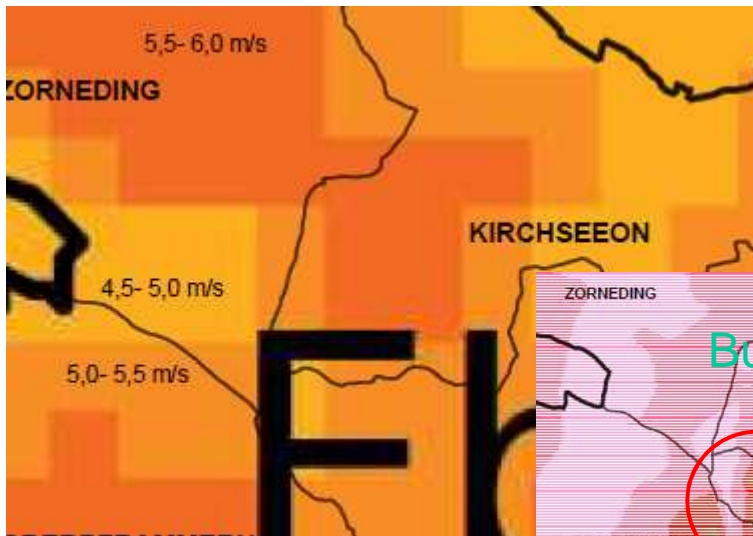 5,5- 6,0 m/s
ZORNEDING
KIRCHSEEON
4,5- 5,0 m/s
ZORNEDING
5,0- 5,5 m/s